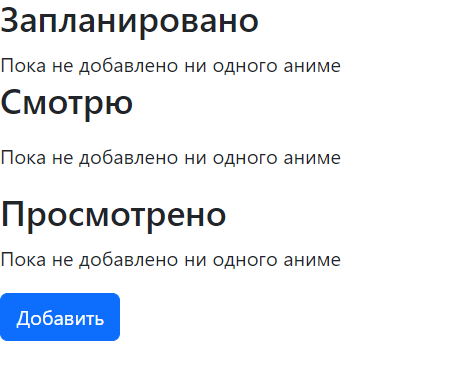 Запланировано
Пока не добавлено ни одного аниме
Смотрю
Пока не добавлено ни одного аниме
Просмотрено
Пока не добавлено ни одного аниме
Добавить